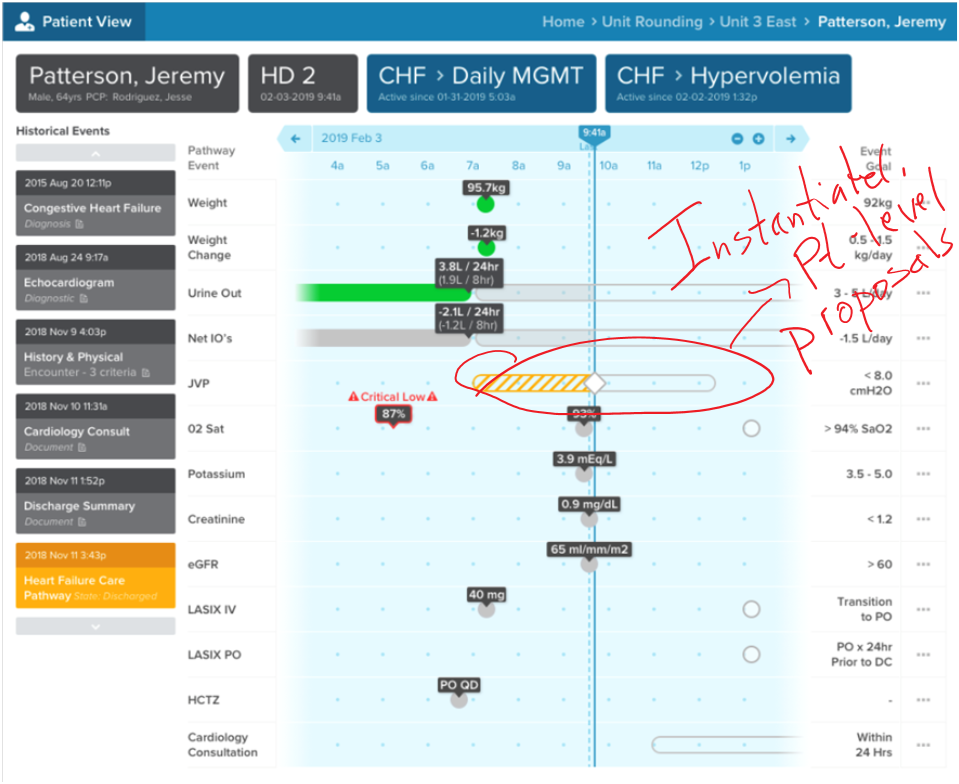 Patient View
Home > Unit Rounding > Unit 3 East > Patterson, Jeremy
Patterson, Jeremy
Male, 64yrs PCP: Rodriguez, Jesse
HD 2
02-03-2019 9:41a
CHF > Daily MGMT
Active since 01-31-2019 5:03a
CHF > Hypervolemia
Active since 02-02-2019 1:32p
Historical Events
2015 Aug 20 12:11p
Congestive Heart Failure
Diagnosis
2018 Aug 24 9:17a
Echocardiogram
Diagnostic
2018 Nov 9 4:03p
History & Physical
Encounter - 3 criteria
2018 Nov 10 11:31a
Cardiology Consult
Document
2018 Nov 11 1:52p
Discharge Summary
Document
2018 Nov 11 3:43p
Heart Failure Care
Pathway State: Discharged
2019 Feb 3
9:41a
Pathway
Event
4a 5a 6a 7a 8a 9a 10a 11a 12p 1p
Event
Goal
Weight
95.7kg
92kg
Weight
Change
-1.2kg
0.5 - 1.5
kg/day
Urine Out
3.8L / 24hr
(1.9L / 8hr)
3 - 5 L/day
Net IO's
-2.1L / 24hr
(-1.2L / 8hr)
-1.5 L/day
JVP
< 8.0
cmH2O
02 Sat
Critical Low
87%
93%
> 94% SaO2
Potassium
3.9 mEq/L
3.5 - 5.0
Creatinine
0.9 mg/dL
< 1.2
eGFR
65 ml/mm/m2
> 60
LASIX IV
40 mg
Transition
to PO
LASIX PO
PO x 24hr
Prior to DC
HCTZ
PO QD
-
Cardiology
Consultation
Within
24 Hrs
Instantiated,
Pt-level
proposals